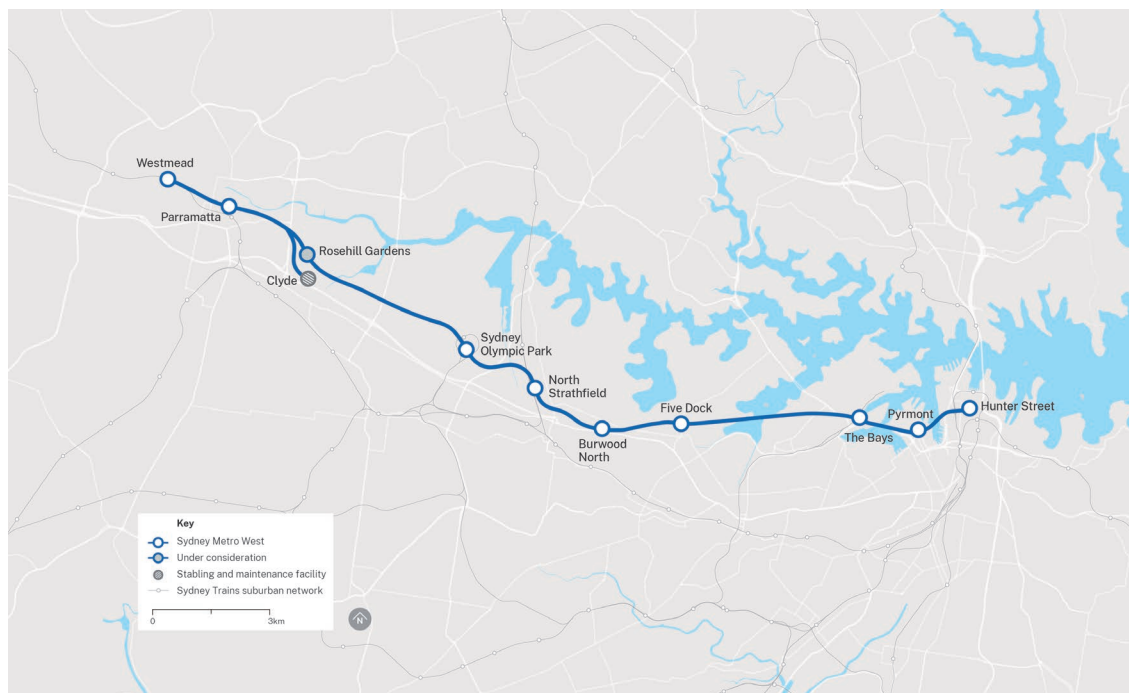 Westmead
Parramatta
Rosehill Gardens
Clyde
Sydney
Olympic Park
North
Strathfield
Burwood
North
Five Dock
The Bays
Pyrmont
Hunter Street
Key
Sydney Metro West
Under consideration
Stabling and maintenance facility
Sydney Trains suburban network
0
3km
N